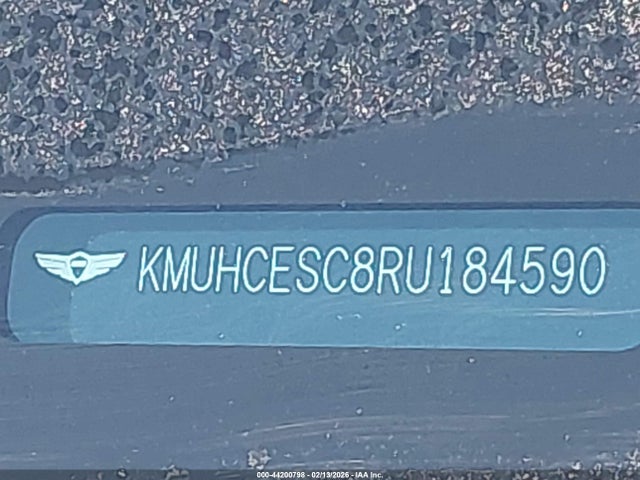 KMUHCESC8RU184590
000-44200798 - 02/13/2026 - IAA Inc.